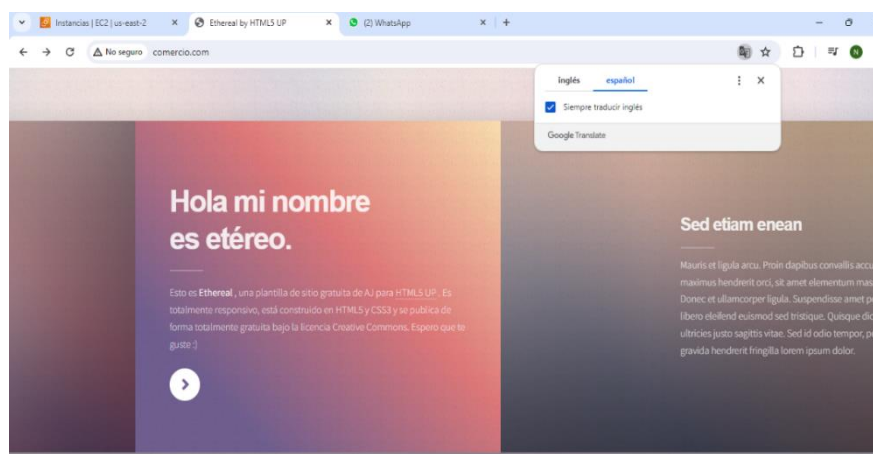 Instancias | EC2 | us-east-2
Ethereal by HTML5 UP
(2) WhatsApp
No seguro
comercio.com
N
inglés
español
Siempre traducir inglés
Google Translate
Hola mi nombre
es etéreo.
Esto es Ethereal , una plantilla de sitio gratuita de AJ para HTML5 UP . Es
totalmente responsivo, está construido en HTML5 y CSS3 y se publica de
forma totalmente gratuita bajo la licencia Creative Commons. Espero que te
guste :)
Sed etiam enean
Mauris et ligula arcu. Proin dapibus convallis accu
maximus hendrerit orci, sit amet elementum mas
Donec et ullamcorper ligula. Suspendisse amet p
libero eleifend euismod sed tristique. Quisque dic
ultricies justo sagittis vitae. Sed id odio tempor, p
gravida hendrerit fringilla lorem ipsum dolor.